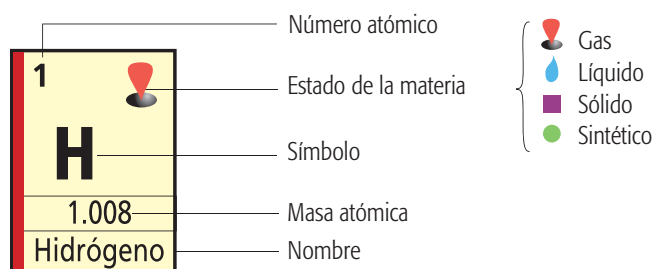 Número atómico
1
Estado de la materia
H
Símbolo
1.008
Masa atómica
Hidrógeno
Nombre
Gas
Líquido
Sólido
Sintético